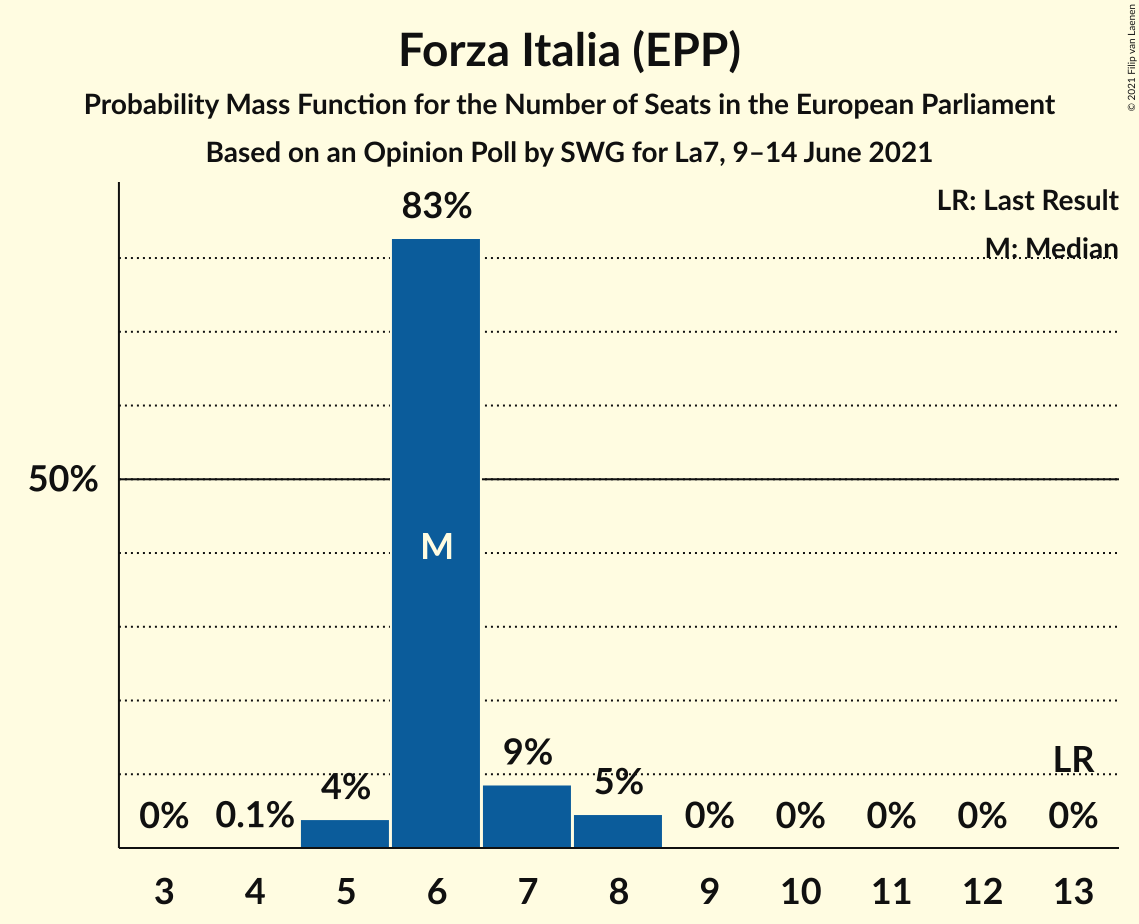 Forza Italia (EPP)
Probability Mass Function for the Number of Seats in the European Parliament
Based on an Opinion Poll by SWG for La7, 9–14 June 2021
© 2021 Filip van Laenen
LR: Last Result
M: Median
83%
50%
M
9%
LR
4%
5%
0%
0.1%
0%
0%
0%
0%
0%
3 4 5 6 7 8 9 10 11 12 13